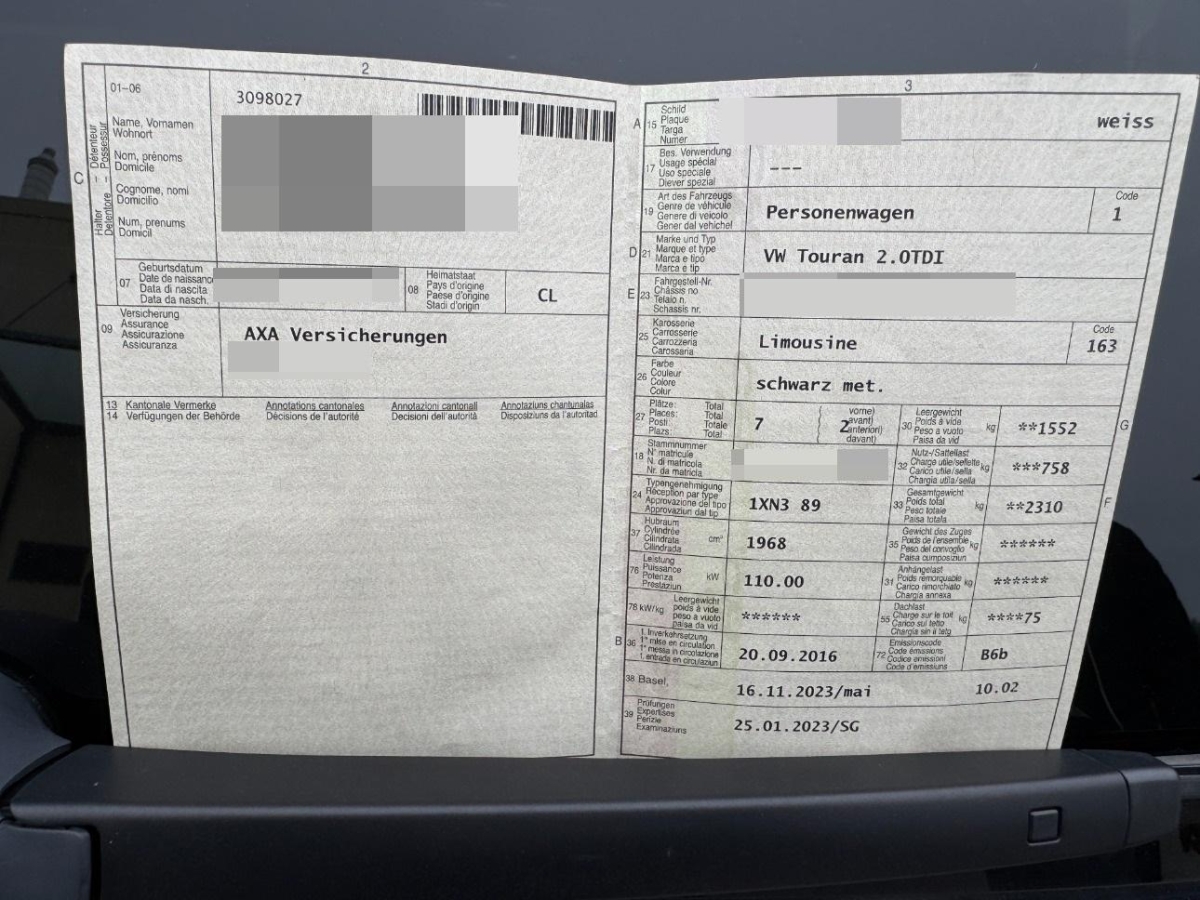 2
01-06
3098027
C
Halter – Détenteur
Detentore – Possessur
Name, Vornamen
Wohnort
Nom, prénoms
Domicile
Cognome, nomi
Domicilio
Num, prenums
Domicil
07
Geburtsdatum
Date de naissance
Data di nascita
Data da nasch.
08
Heimatstaat
Pays d'origine
Paese d'origine
Stadi d'origin
CL
09
Versicherung
Assurance
Assicurazione
Assicuranza
AXA Versicherungen
13 Kantonale Vermerke Annotations cantonales Annotazioni cantonali Annotaziuns chantunalas
14 Verfügungen der Behörde Décisions de l'autorité Decisioni dell'autorità Disposiziuns da l'autoritad
3
A 15
Schild
Plaque
Targa
Numer
weiss
17
Bes. Verwendung
Usage spécial
Uso speciale
Diever spezial
---
19
Art des Fahrzeugs
Genre de véhicule
Genere di veicolo
Gener dal vehichel
Personenwagen
Code
1
D 21
Marke und Typ
Marque et type
Marca e tipo
Marca e tip
VW Touran 2.0TDI
E 23
Fahrgestell-Nr.
Châssis no
Telaio n.
Schassis nr.
25
Karosserie
Carrosserie
Carrozzeria
Carosseria
Limousine
Code
163
26
Farbe
Couleur
Colore
Colur
schwarz met.
27
Plätze: Total
Places: Total
Posti: Totale
Plazs: Total
7
2
vorne)
avant)
anteriori)
davant)
30
Leergewicht
Poids à vide
Peso a vuoto
Paisa da vid
kg
**1552
G
18
Stammnummer
N° matricule
N. di matricola
Nr. da matricla
32
Nutz-/Sattellast
Charge utile/sellette
Carico utile/sella
Chargia utila/sella
kg
***758
24
Typengenehmigung
Réception par type
Approvazione del tipo
Approvaziun dal tip
1XN3 89
33
Gesamtgewicht
Poids total
Peso totale
Paisa totala
kg
**2310
F
37
Hubraum
Cylindrée
Cilindrata
Cilindrada
cm³
1968
35
Gewicht des Zuges
Poids de l'ensemble
Peso del convoglio
Paisa cumposiziun
kg
******
76
Leistung
Puissance
Potenza
Prestaziun
kW
110.00
31
Anhängelast
Poids remorquable
Carico rimorchiato
Chargia annexa
kg
******
78 kW/kg
Leergewicht
poids à vide
peso a vuoto
paisa da vid
******
55
Dachlast
Charge sur le toit
Carico sul tetto
Chargia sin il tetg
kg
****75
B 36
1. Inverkehrsetzung
1re mise en circulation
1a messa in circolazione
1. entrada en circulaziun
20.09.2016
72
Emissionscode
Code émissions
Codice emissioni
Code d'emissiuns
B6b
38 Basel,
16.11.2023/mai
10.02
39
Prüfungen
Expertises
Perizie
Examinaziuns
25.01.2023/SG